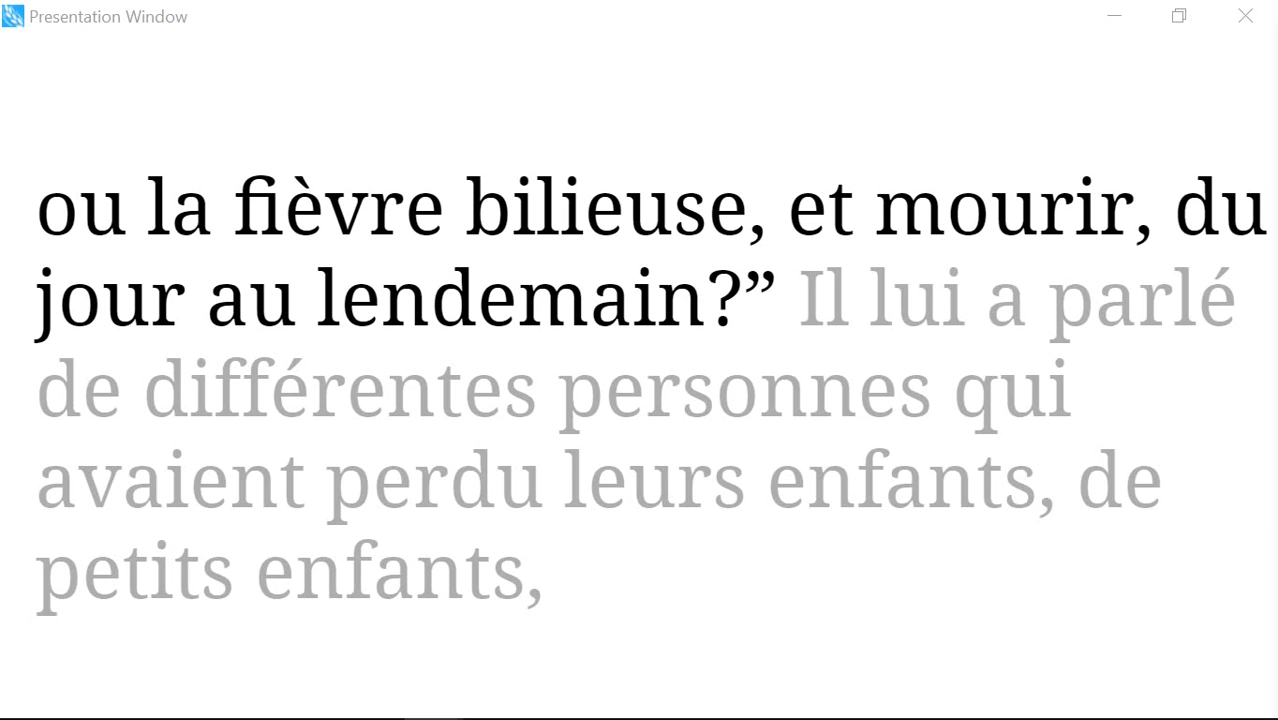 Presentation Window
ou la fièvre bilieuse, et mourir, du
jour au lendemain?” Il lui a parlé
de différentes personnes qui
avaient perdu leurs enfants, de
petits enfants,